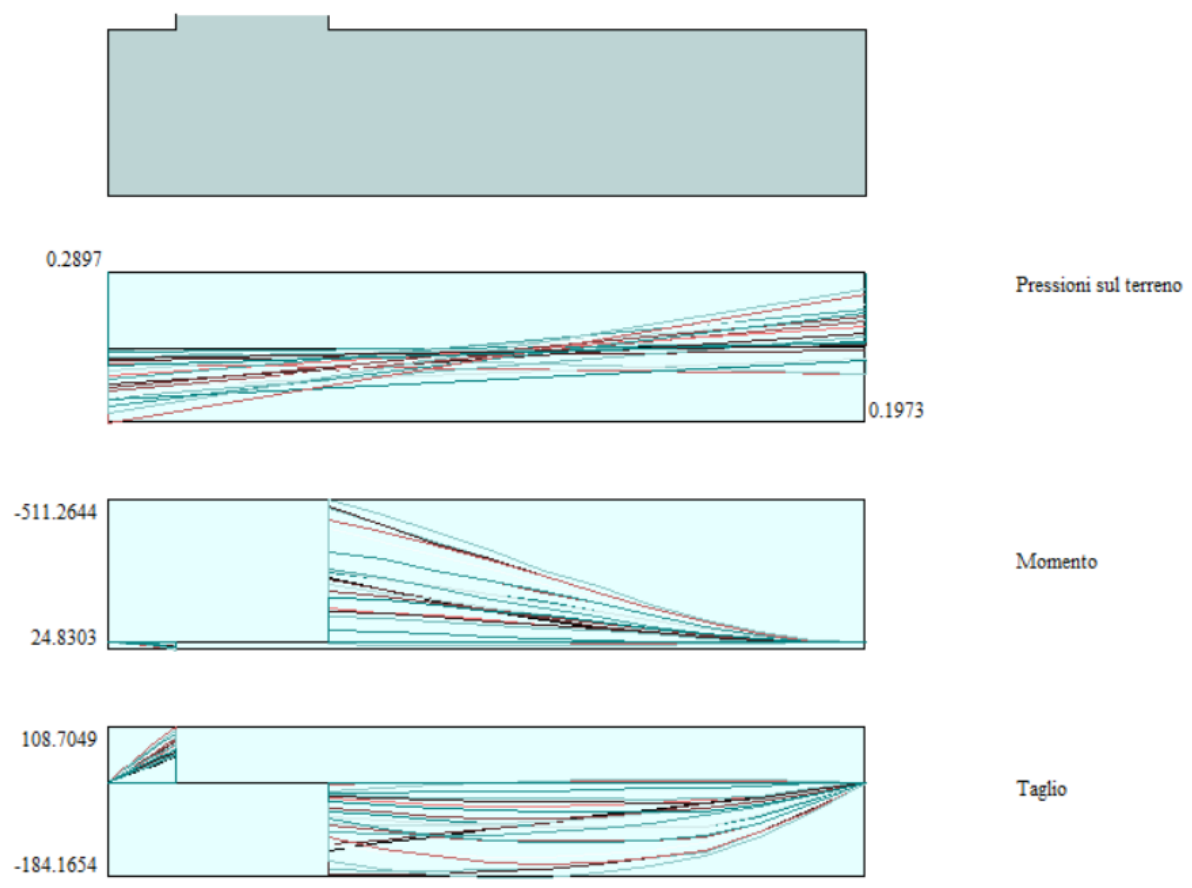 0.2897
Pressioni sul terreno
0.1973
-511.2644
Momento
24.8303
108.7049
Taglio
-184.1654